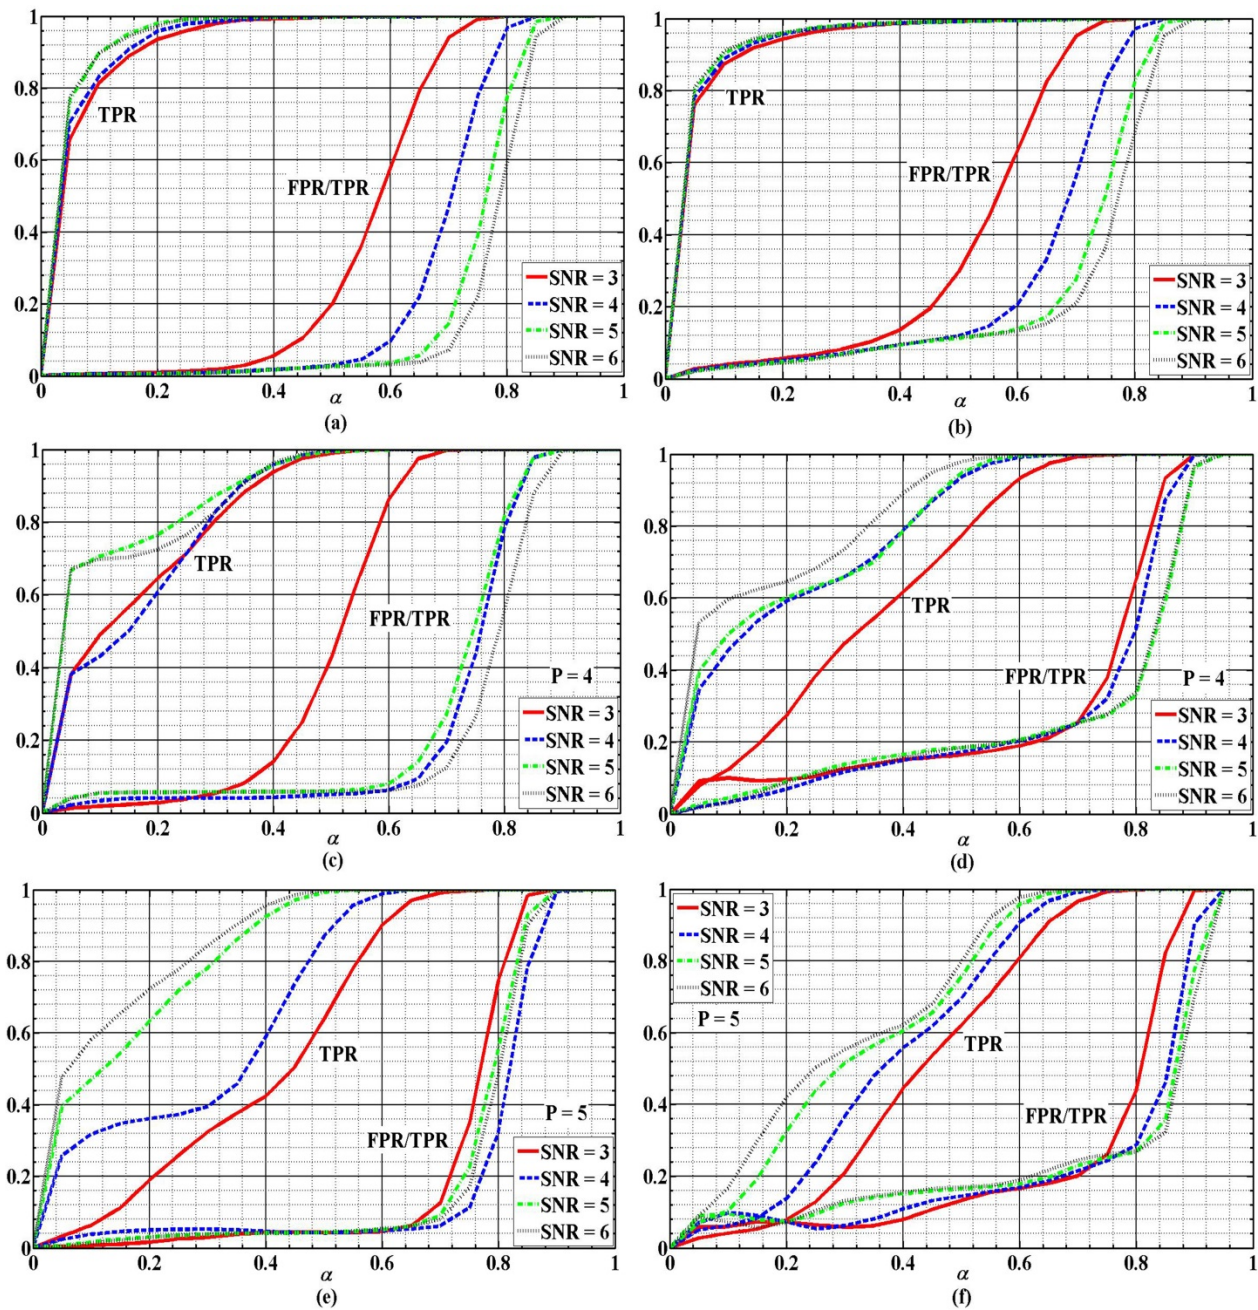 1
0.8
0.6
0.4
0.2
0
TPR
FPR/TPR
SNR = 3
SNR = 4
SNR = 5
SNR = 6
0 0.2 0.4 0.6 0.8 1
α
(a)
1
0.8
0.6
0.4
0.2
0
TPR
FPR/TPR
SNR = 3
SNR = 4
SNR = 5
SNR = 6
0 0.2 0.4 0.6 0.8 1
α
(b)
1
0.8
0.6
0.4
0.2
0
TPR
FPR/TPR
P = 4
SNR = 3
SNR = 4
SNR = 5
SNR = 6
0 0.2 0.4 0.6 0.8 1
α
(c)
1
0.8
0.6
0.4
0.2
0
TPR
FPR/TPR
P = 4
SNR = 3
SNR = 4
SNR = 5
SNR = 6
0 0.2 0.4 0.6 0.8 1
α
(d)
1
0.8
0.6
0.4
0.2
0
TPR
P = 5
FPR/TPR
SNR = 3
SNR = 4
SNR = 5
SNR = 6
0 0.2 0.4 0.6 0.8 1
α
(e)
1
0.8
0.6
0.4
0.2
0
SNR = 3
SNR = 4
SNR = 5
SNR = 6
P = 5
TPR
FPR/TPR
0 0.2 0.4 0.6 0.8 1
α
(f)